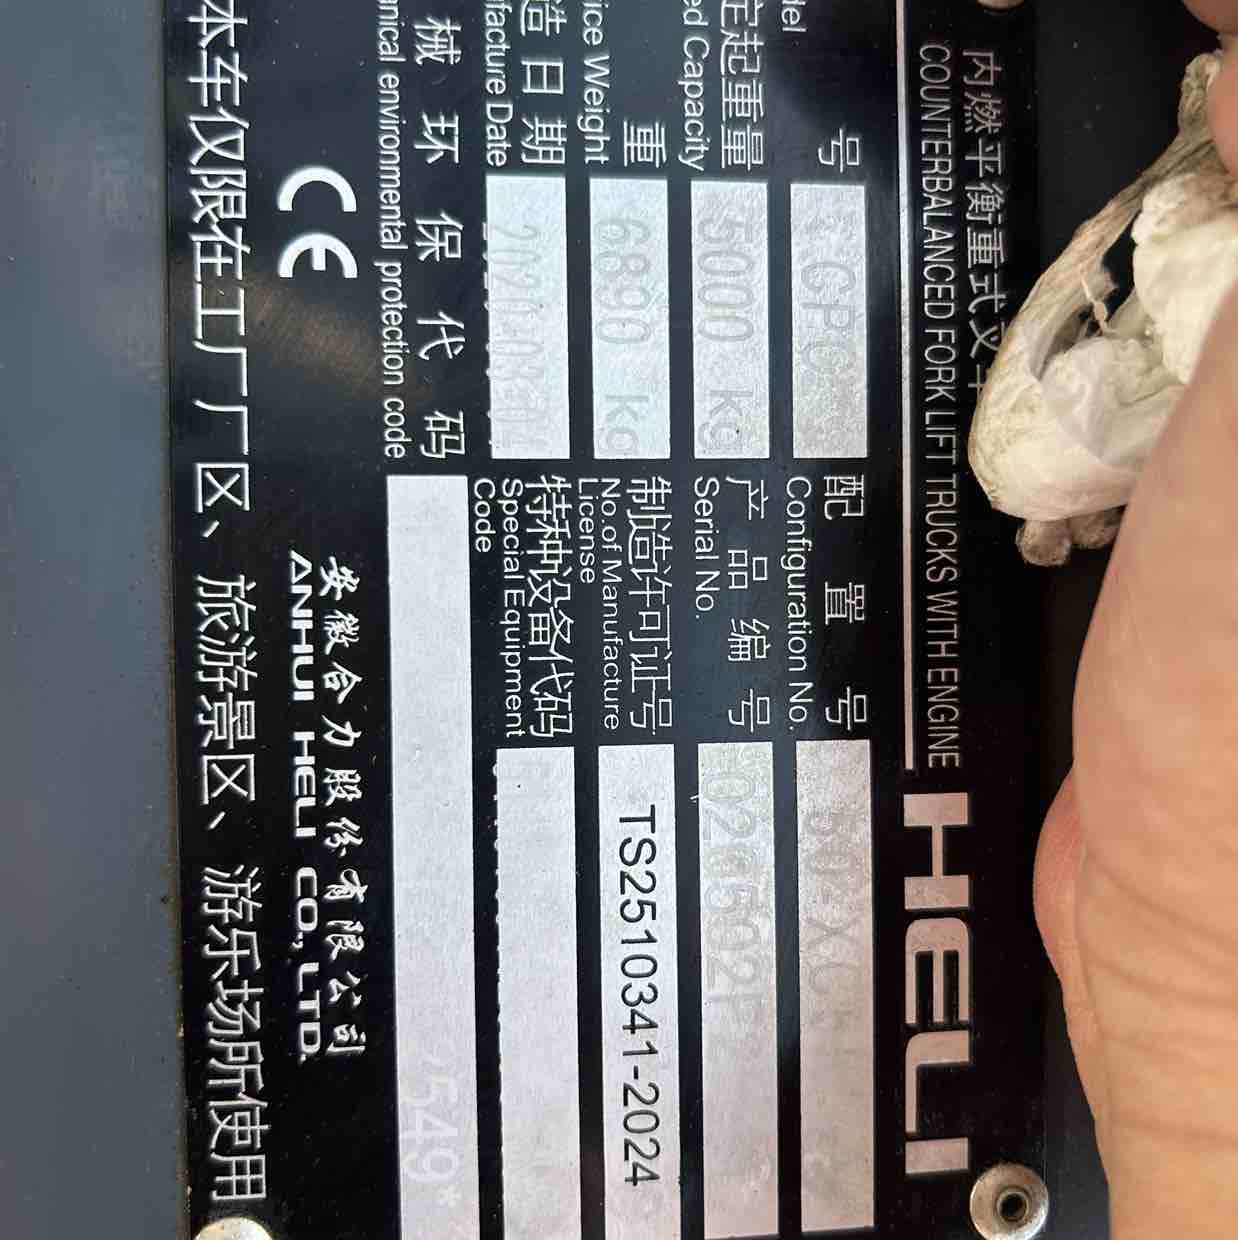 内燃平衡重式叉车
COUNTERBALANCED FORK LIFT TRUCKS WITH ENGINE
HELI
号
配置号
Configuration No.
定起重量
ed Capacity
5000 kg
产品编号
Serial No.
重
ice Weight
6890 kg
制造许可证号
No.of Manufacture
License
TS2510341-2024
造日期
facture Date
特种设备代码
Special Equipment
Code
械环保代码
nical environmental protection code
549*
CE
安徽合力股份有限公司
ANHUI HELI CO., LTD.
本车仅限在工厂厂区、旅游景区、游乐场所使用